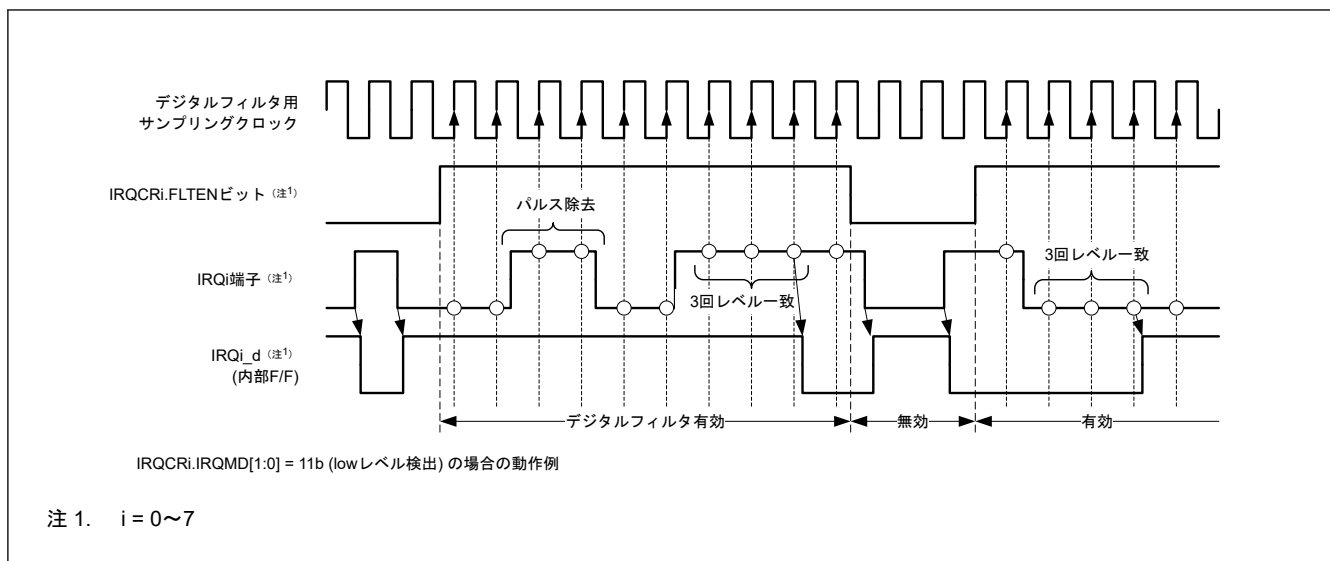 デジタルフィルタ用
サンプリングクロック
IRQCRi.FLTENビット (注1)
パルス除去
IRQi端子 (注1)
3回レベル一致
3回レベル一致
IRQi_d (注1)
(内部F/F)
デジタルフィルタ有効
無効
有効
IRQCRi.IRQMD[1:0] = 11b (lowレベル検出) の場合の動作例
注 1. i = 0~7